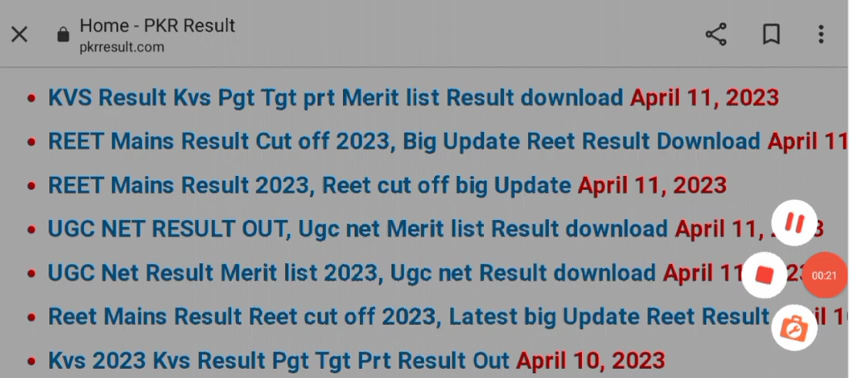 Home - PKR Result
pkrresult.com
KVS Result Kvs Pgt Tgt prt Merit list Result download April 11, 2023
REET Mains Result Cut off 2023, Big Update Reet Result Download April 11
REET Mains Result 2023, Reet cut off big Update April 11, 2023
UGC NET RESULT OUT, Ugc net Merit list Result download April 11, 3
UGC Net Result Merit list 2023, Ugc net Result download April 11 23
00:21
Reet Mains Result Reet cut off 2023, Latest big Update Reet Result
Kvs 2023 Kvs Result Pgt Tgt Prt Result Out April 10, 2023